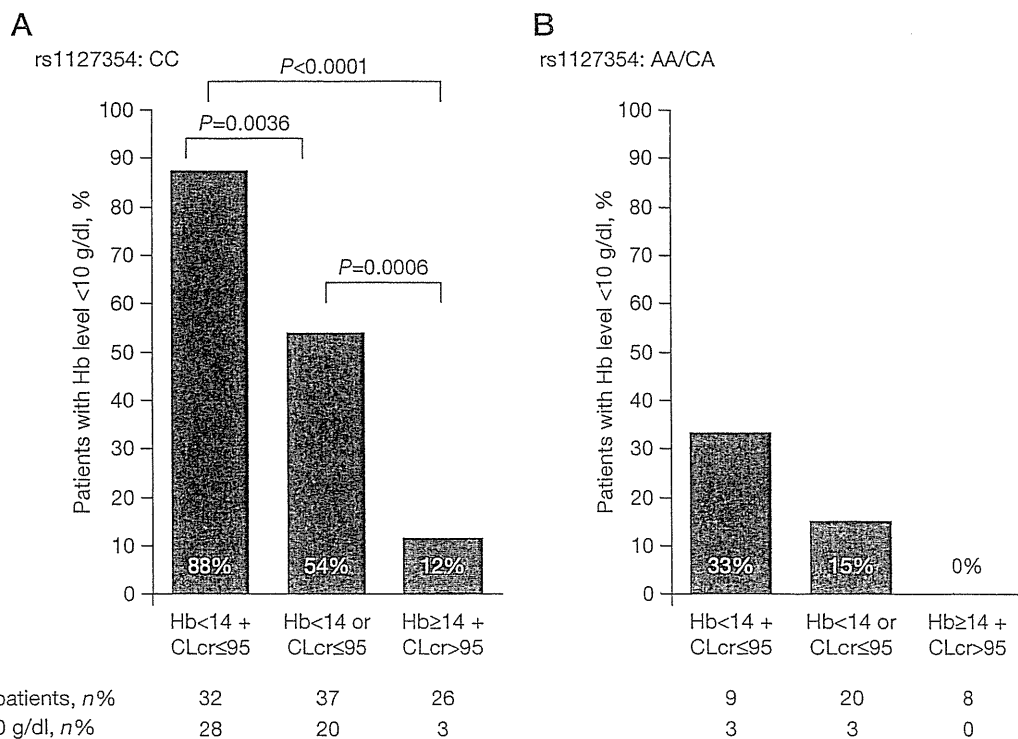 A
rs1127354: CC
P<0.0001
P=0.0036
P=0.0006
Patients with Hb level <10 g/dl, %
100
90
80
70
60
50
40
30
20
10
0
88%
54%
12%
Hb<14 + CLcr≤95
Hb<14 or CLcr≤95
Hb≥14 + CLcr>95
patients, n% 32 37 26
0 g/dl, n% 28 20 3
B
rs1127354: AA/CA
Patients with Hb level <10 g/dl, %
100
90
80
70
60
50
40
30
20
10
0
33%
15%
0%
Hb<14 + CLcr≤95
Hb<14 or CLcr≤95
Hb≥14 + CLcr>95
9 20 8
3 3 0